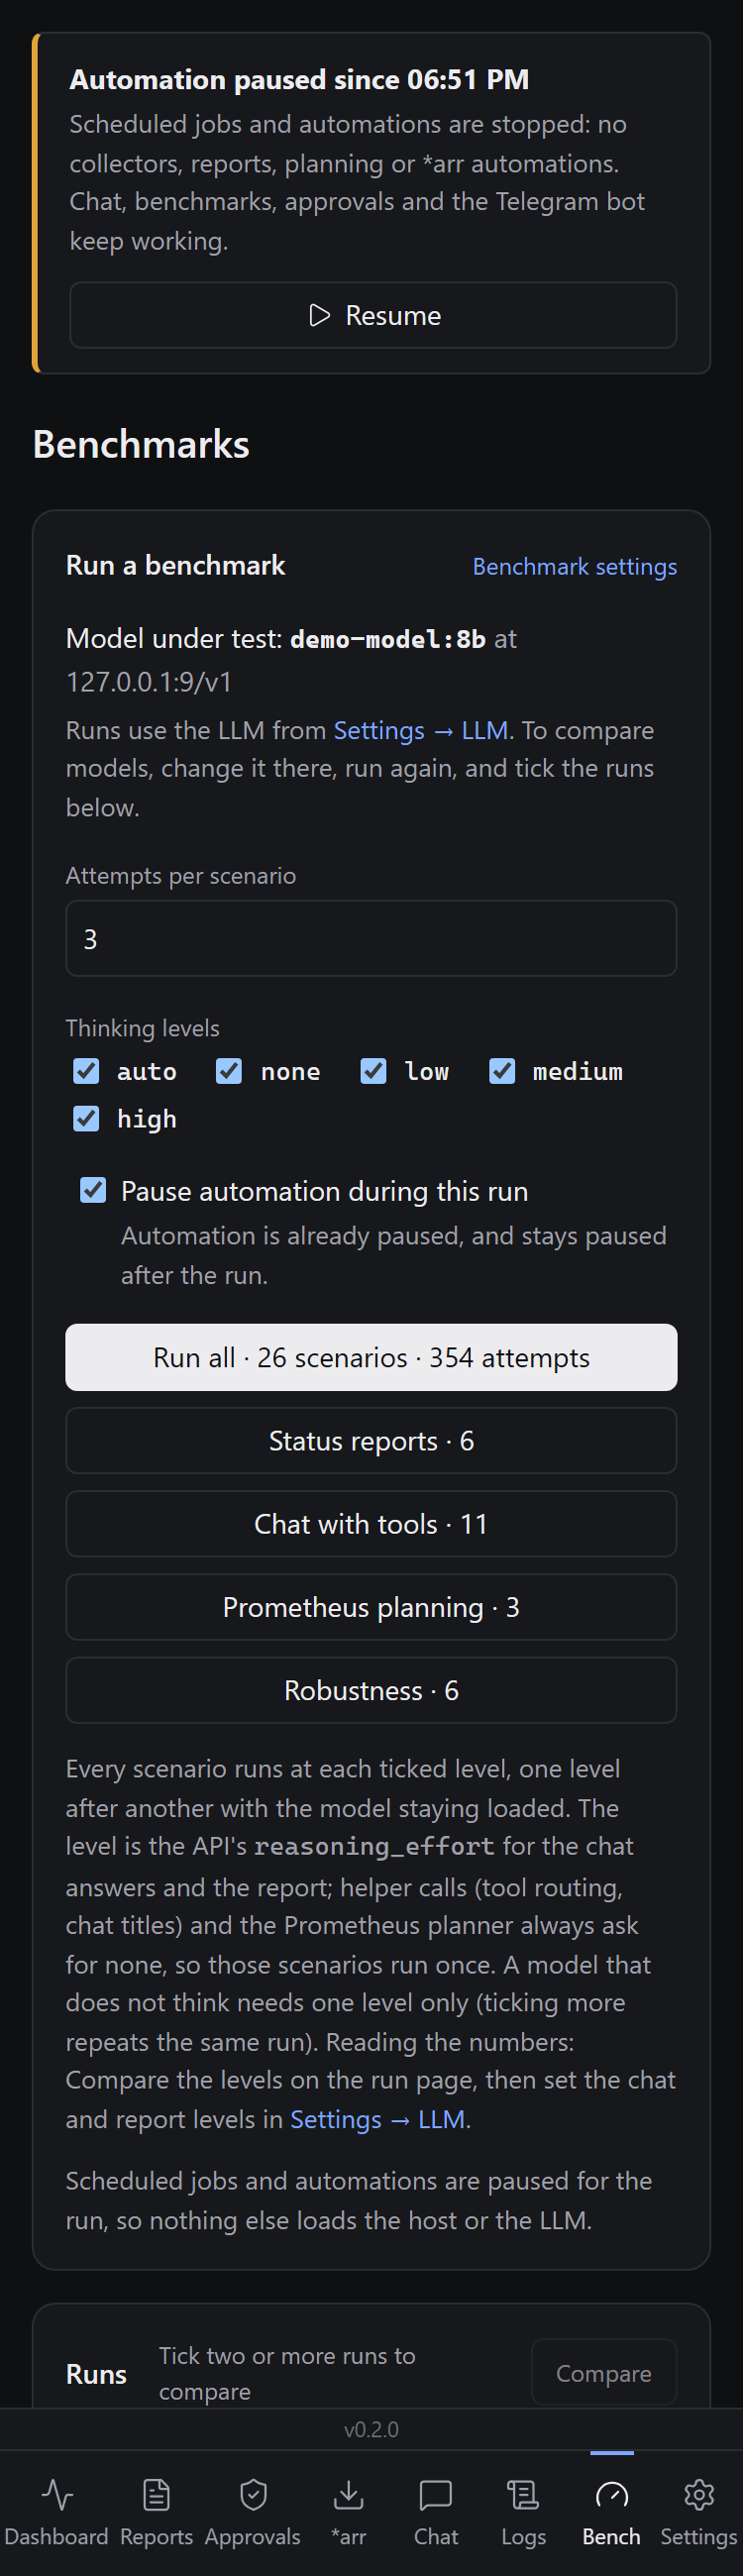 Automation paused since 06:51 PM
Scheduled jobs and automations are stopped: no
collectors, reports, planning or *arr automations.
Chat, benchmarks, approvals and the Telegram bot
keep working.
Resume
Benchmarks
Run a benchmark
Benchmark settings
Model under test: demo-model:8b at
127.0.0.1:9/v1
Runs use the LLM from Settings → LLM. To compare
models, change it there, run again, and tick the runs
below.
Attempts per scenario
3
Thinking levels
auto none low medium
high
Pause automation during this run
Automation is already paused, and stays paused
after the run.
Run all · 26 scenarios · 354 attempts
Status reports · 6
Chat with tools · 11
Prometheus planning · 3
Robustness · 6
Every scenario runs at each ticked level, one level
after another with the model staying loaded. The
level is the API's reasoning_effort for the chat
answers and the report; helper calls (tool routing,
chat titles) and the Prometheus planner always ask
for none, so those scenarios run once. A model that
does not think needs one level only (ticking more
repeats the same run). Reading the numbers:
Compare the levels on the run page, then set the chat
and report levels in Settings → LLM.
Scheduled jobs and automations are paused for the
run, so nothing else loads the host or the LLM.
Runs
Tick two or more runs to
compare
Compare
v0.2.0
Dashboard Reports Approvals *arr Chat Logs Bench Settings